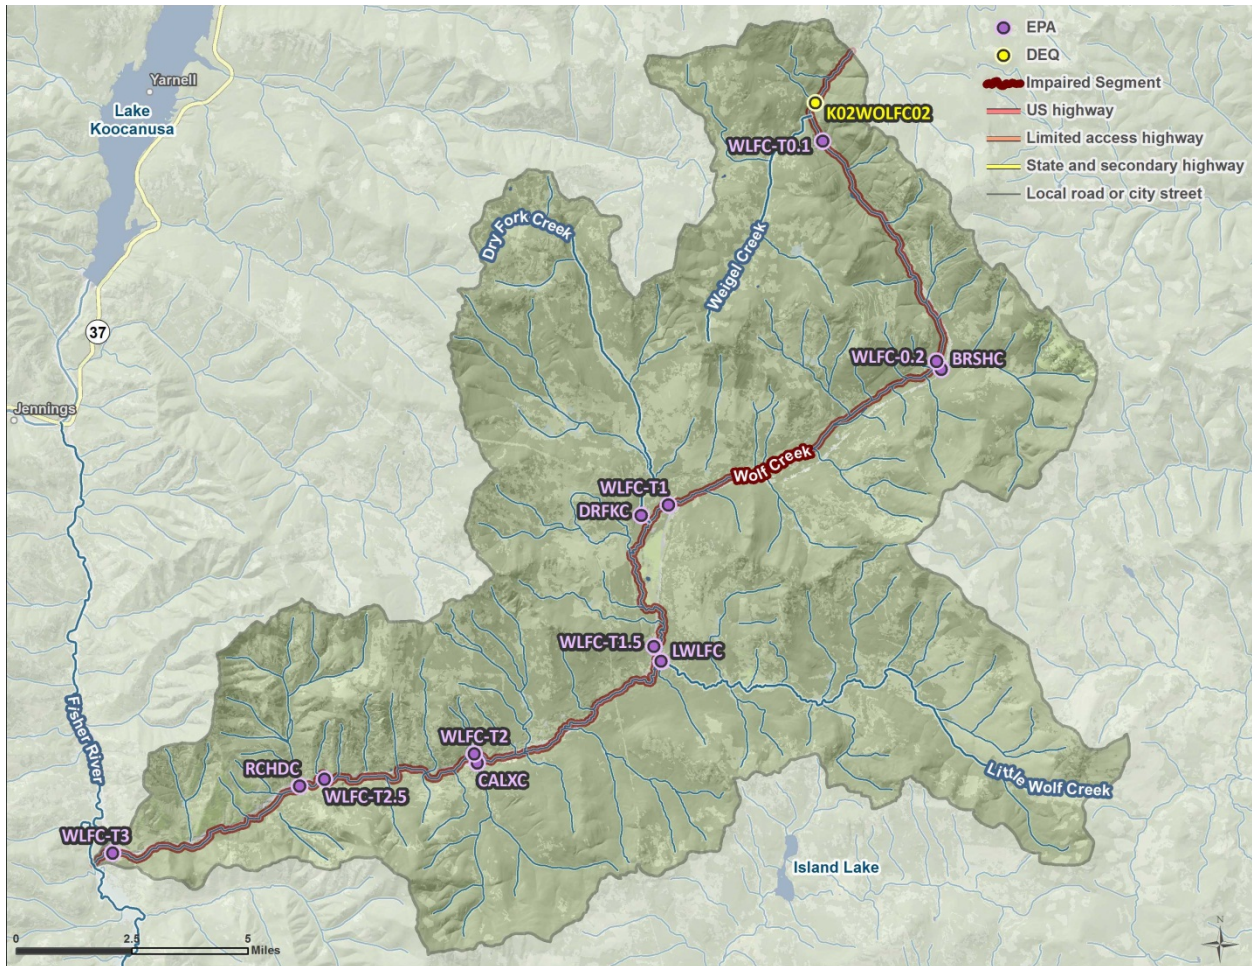 EPA
DEQ
Impaired Segment
US highway
Limited access highway
State and secondary highway
Local road or city street
Yarnell
Lake
Koocanusa
K02WOLFC02
WLFC-T0.1
Dry Fork Creek
Weigel Creek
37
WLFC-0.2
BRSHC
Jennings
Wolf Creek
WLFC-T1
DRFKC
WLFC-T1.5
LWLFC
Fisher River
WLFC-T2
RCHDC
CALXC
WLFC-T2.5
Little Wolf Creek
WLFC-T3
Island Lake
N
0
2.5
5
Miles